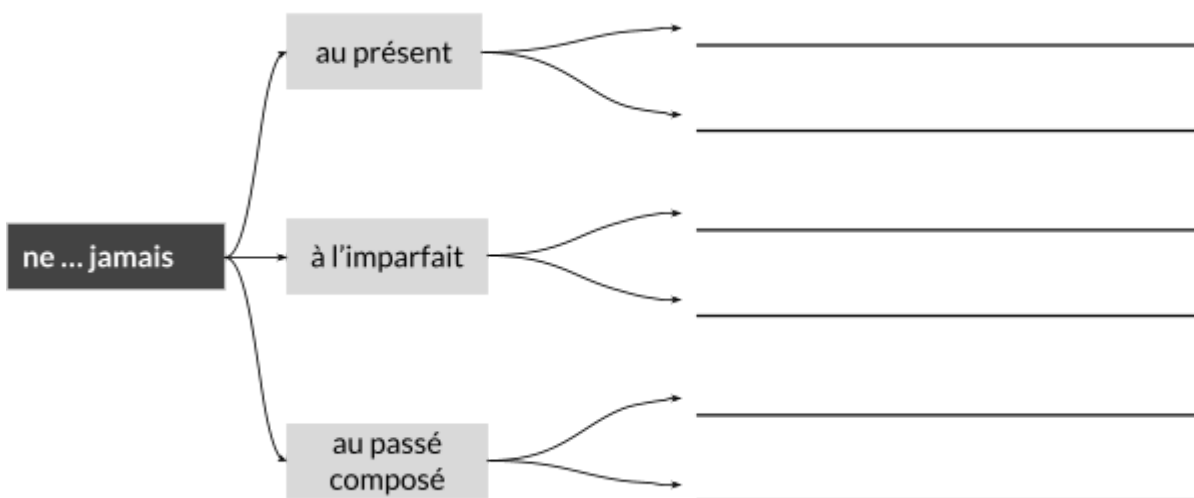 au présent
ne ... jamais
à l'imparfait
au passé
composé